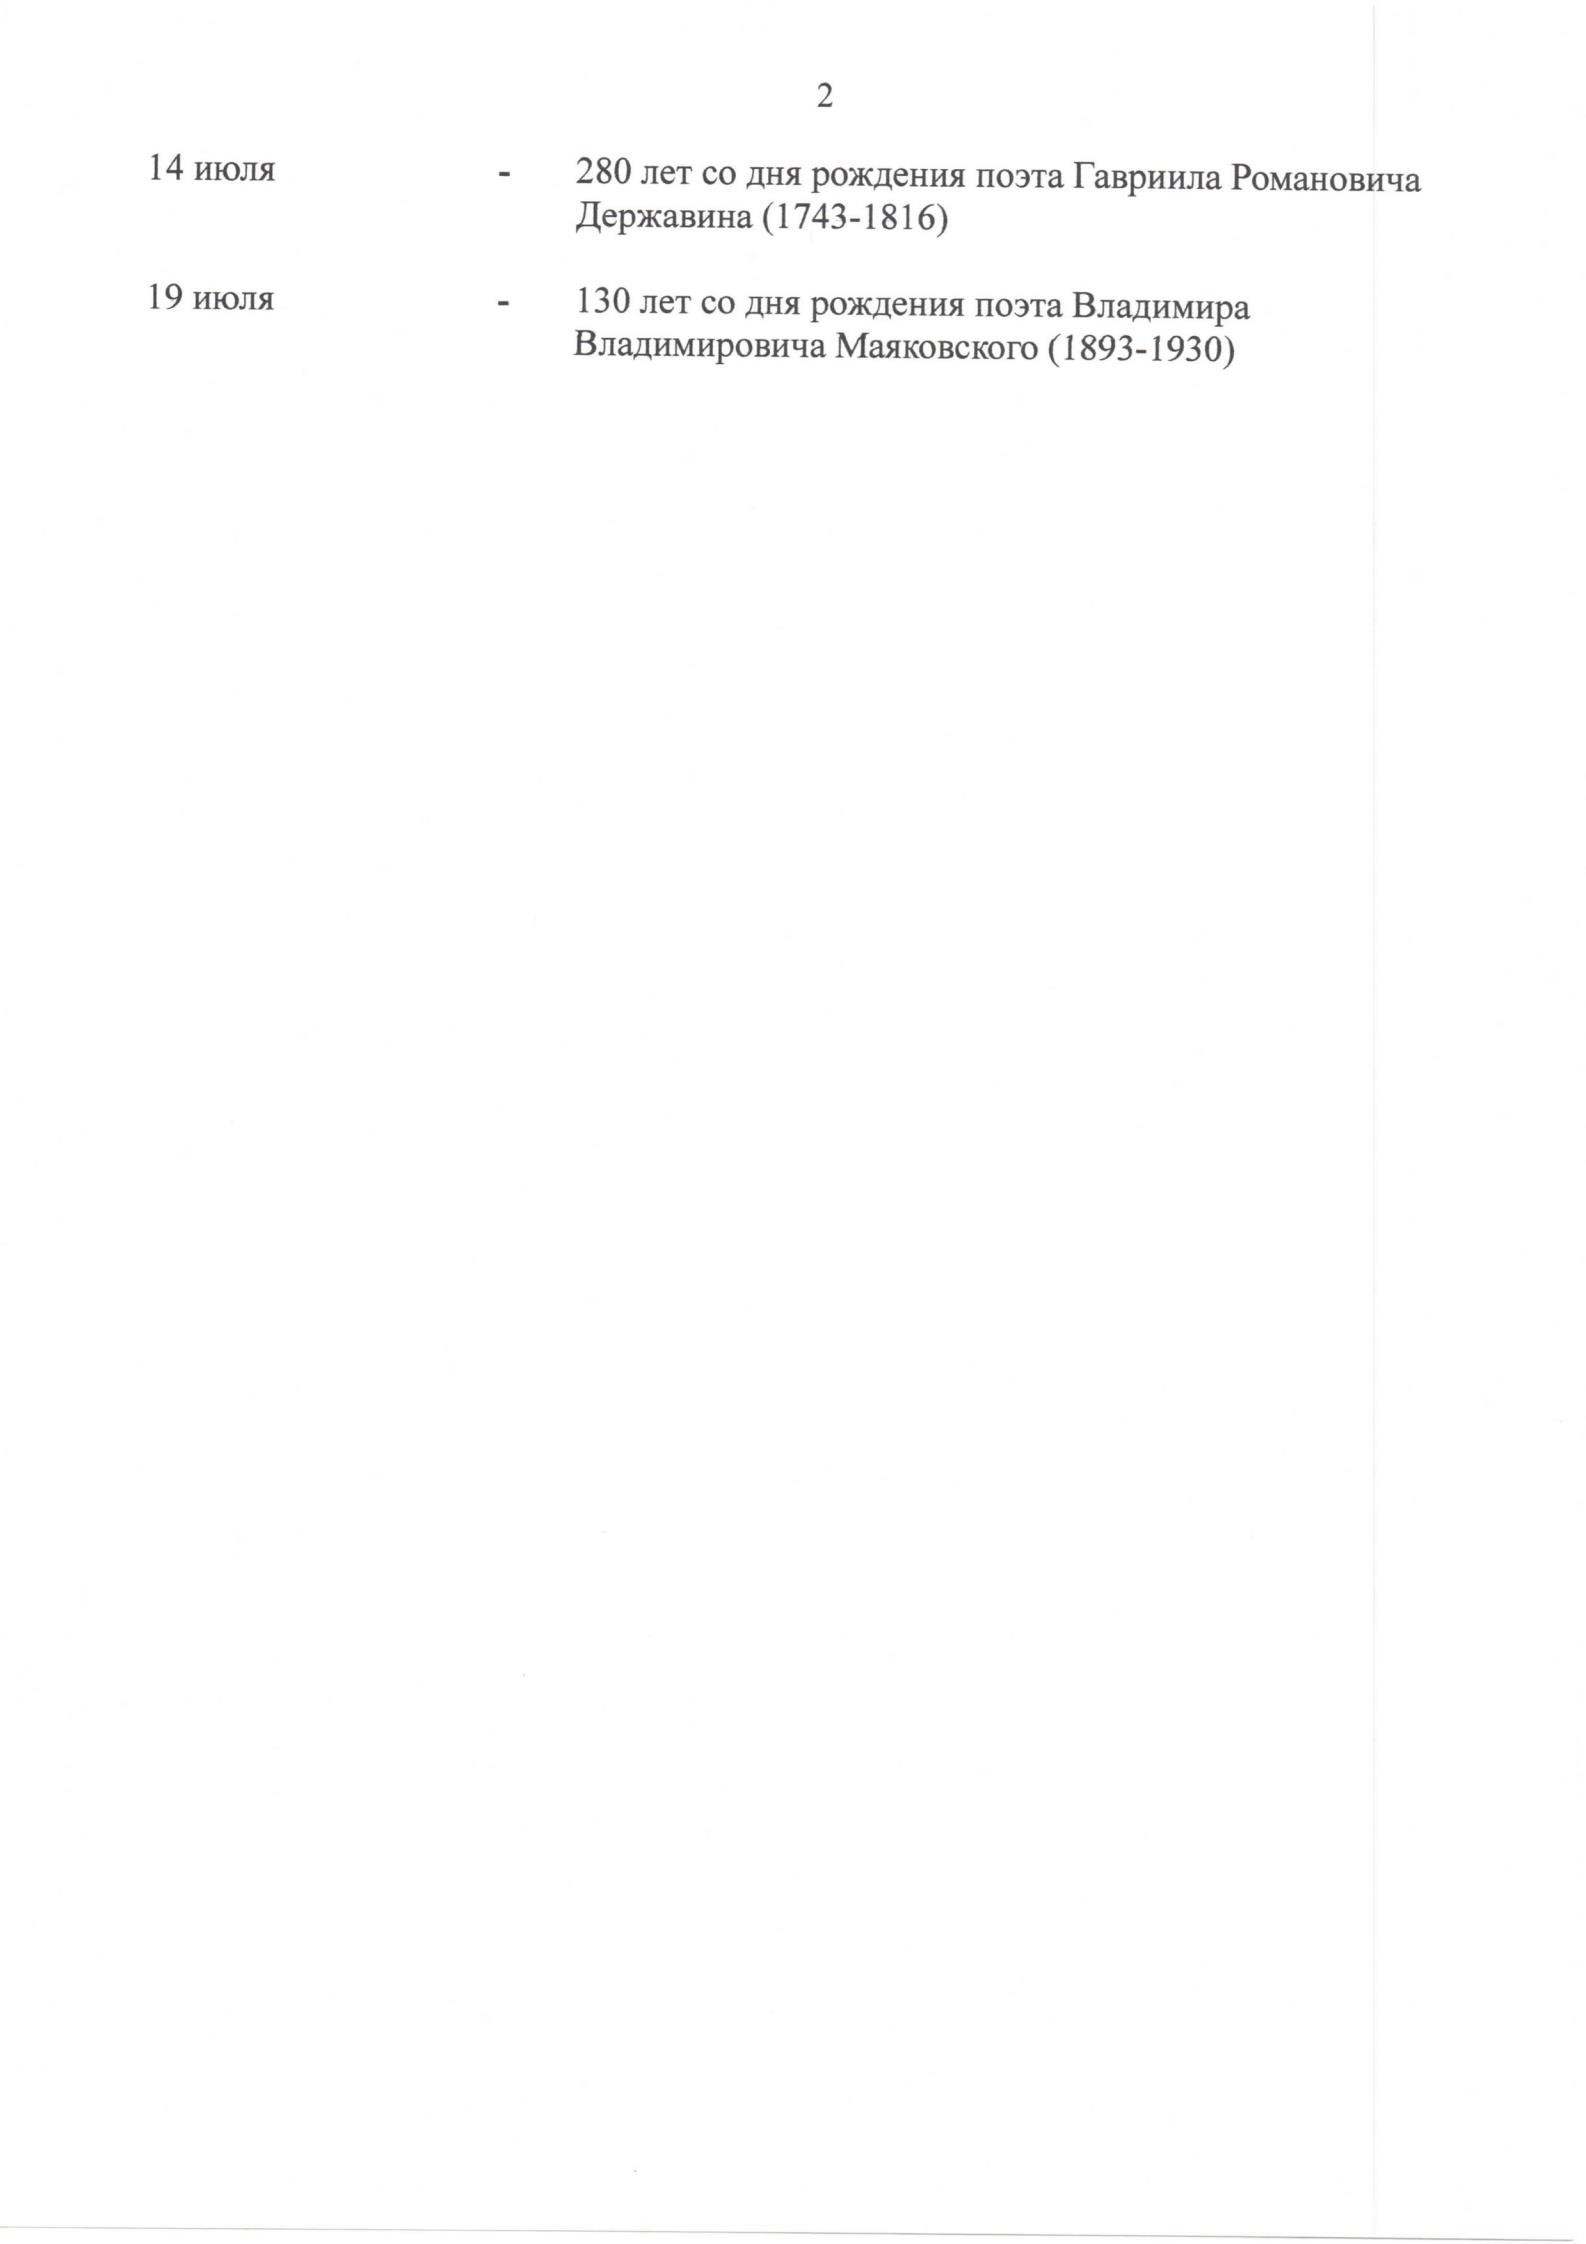 2
14 июля - 280 лет со дня рождения поэта Гавриила Романовича
Державина (1743-1816)
19 июля - 130 лет со дня рождения поэта Владимира
Владимировича Маяковского (1893-1930)